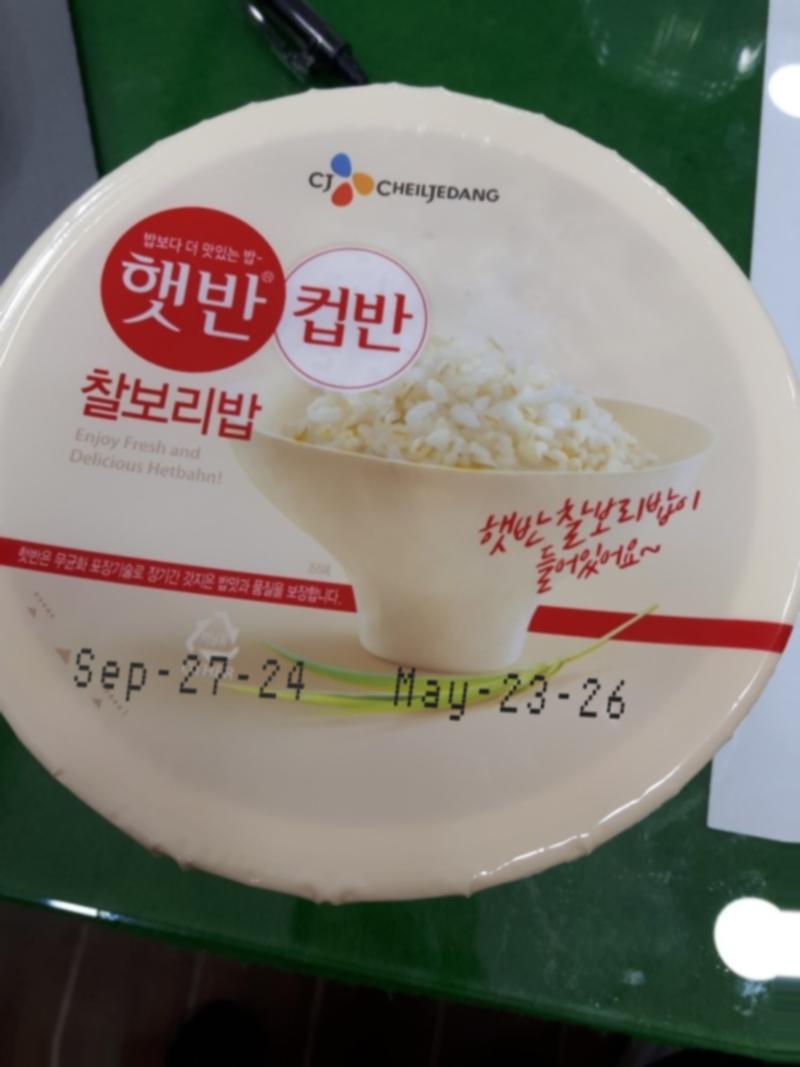 CJ CHEILJEDANG
밥보다 더 맛있는 밥~
햇반®
컵반
찰보리밥
Enjoy Fresh and
Delicious Hetbahn!
햇반 찰보리밥이
들어있어요~
햇반은 무균화 포장기술로 장기간 갓지은 밥맛과 품질을 보장합니다.
Sep-27-24 May-23-26